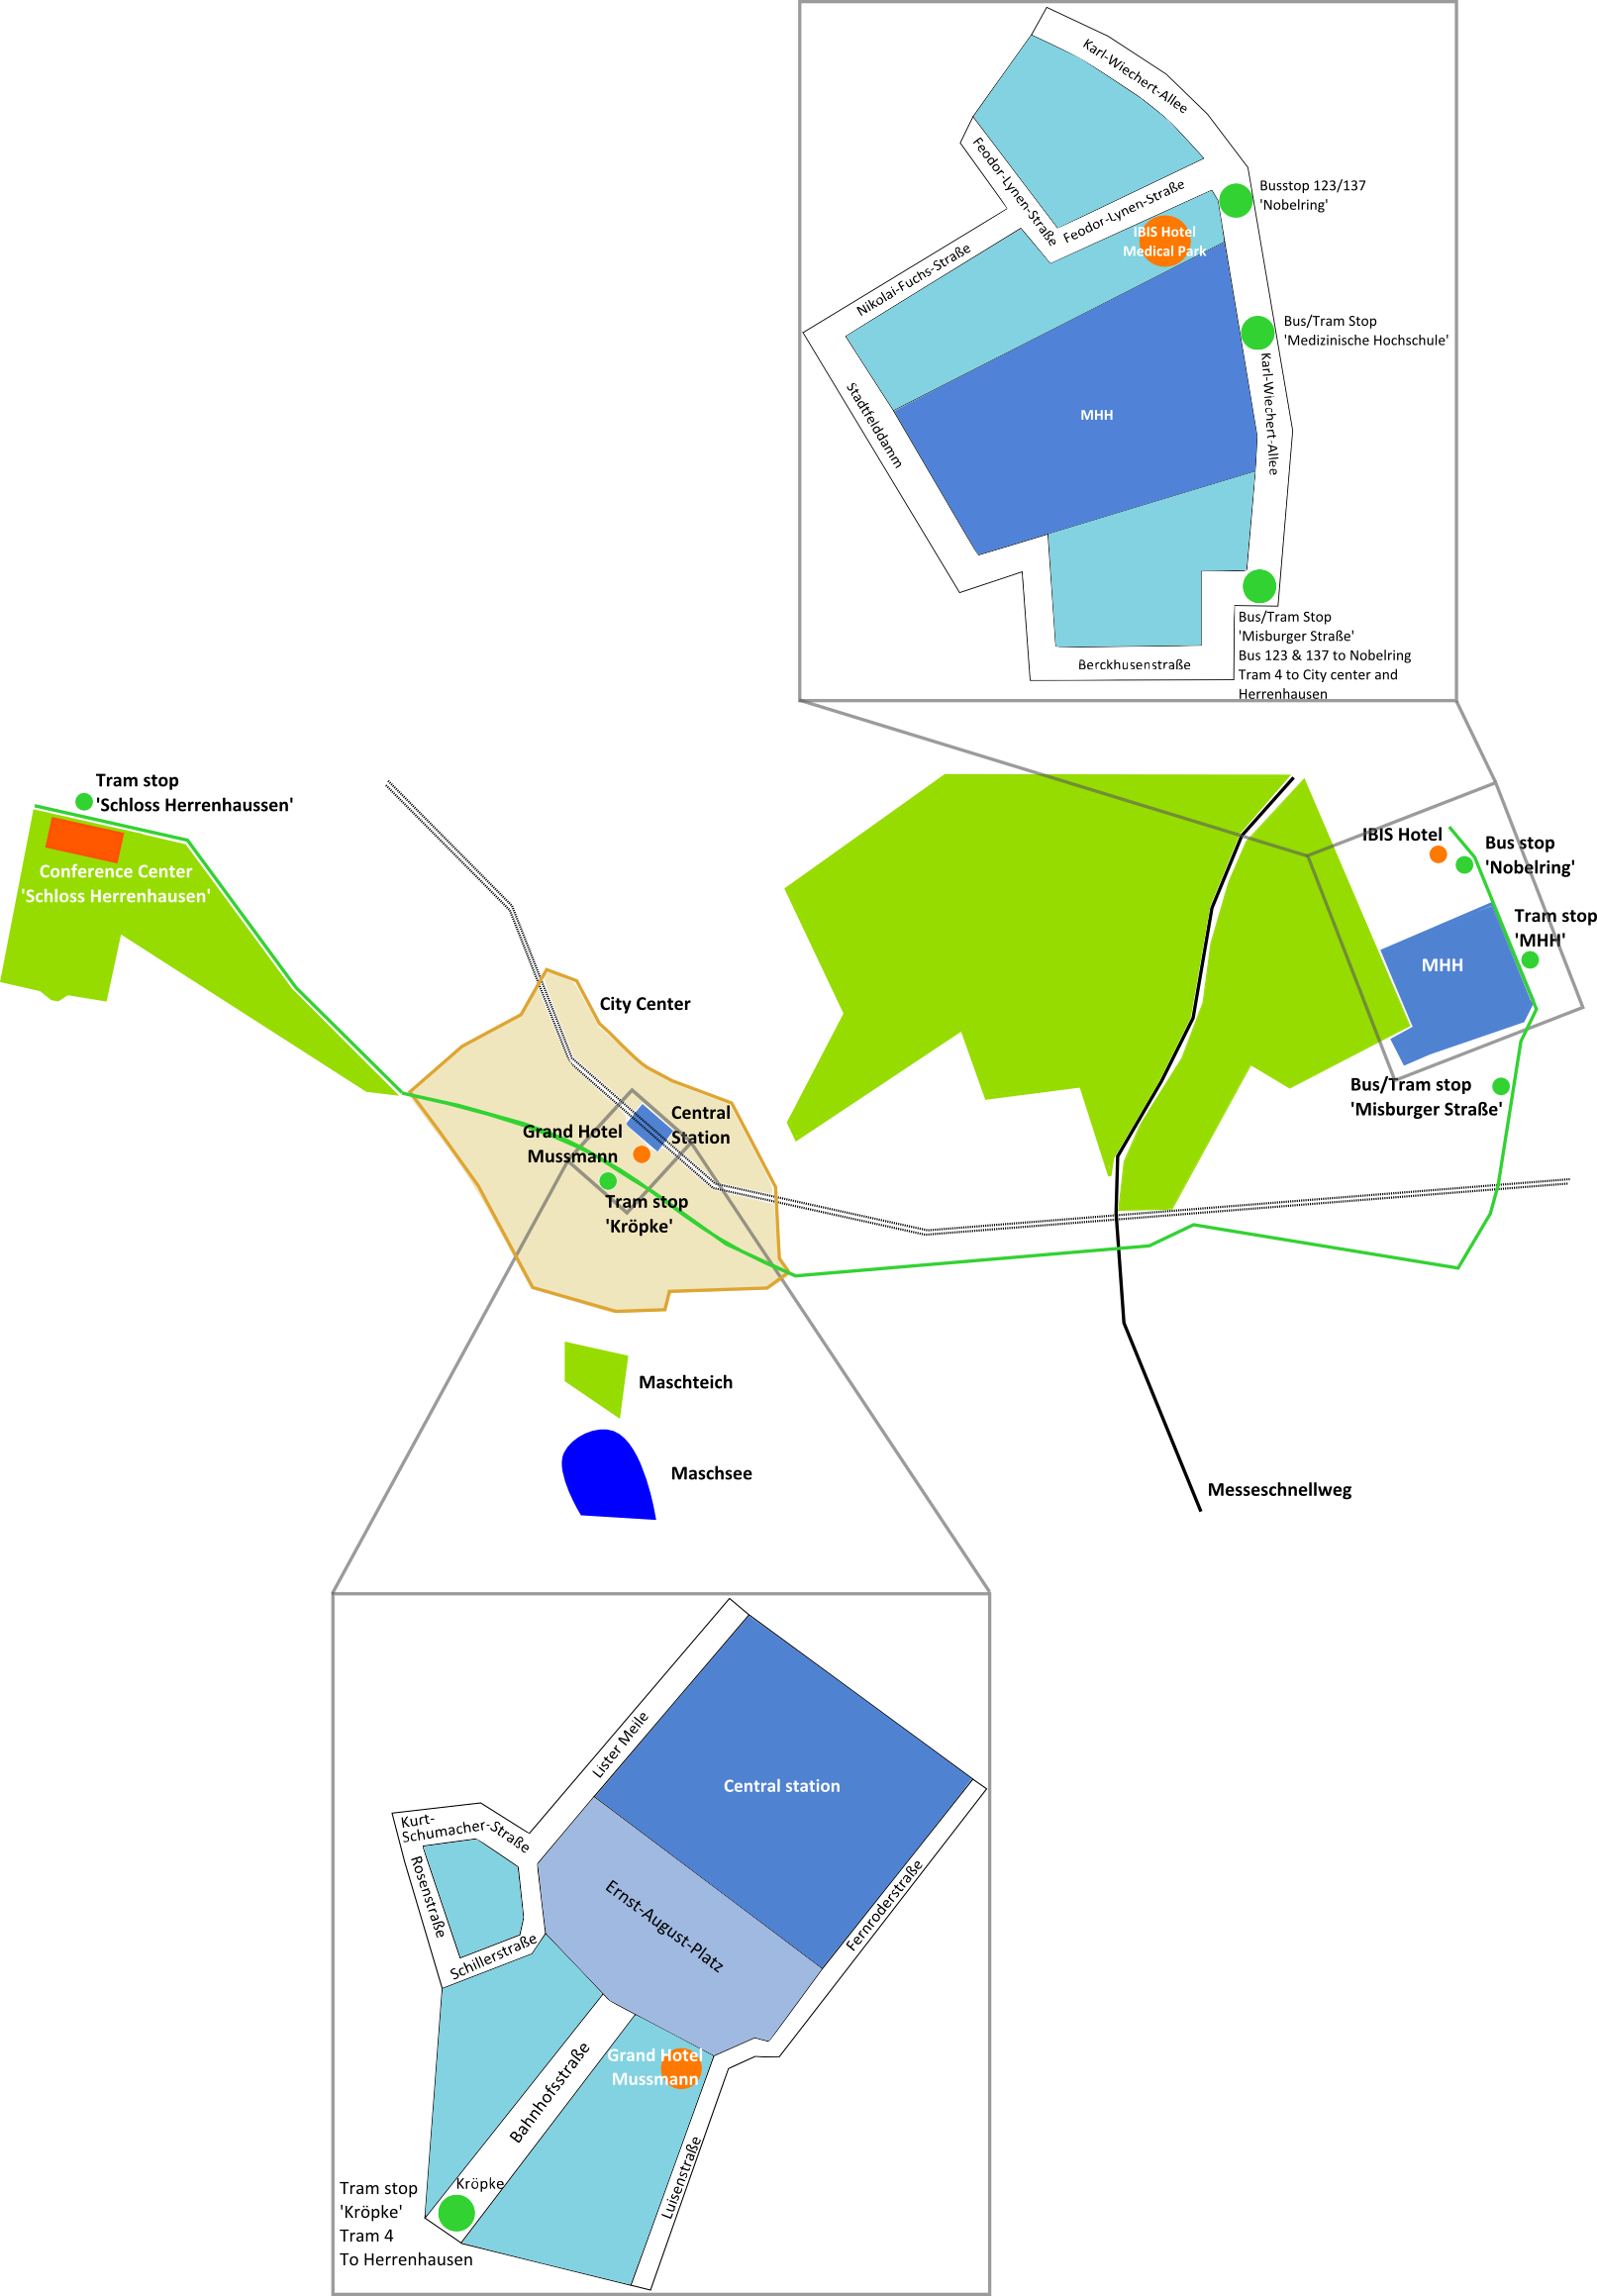 Karl-Wiechert-Allee
Feodor-Lynen-Straße
Feodor-Lynen-Straße
Busstop 123/137
'Nobelring'
IBIS Hotel
Medical Park
Nikolai-Fuchs-Straße
Bus/Tram Stop
'Medizinische Hochschule'
Karl-Wiechert-Allee
Stadtfelddamm
MHH
Bus/Tram Stop
'Misburger Straße'
Bus 123 & 137 to Nobelring
Tram 4 to City center and
Herrenhausen
Berckhusenstraße
Tram stop
'Schloss Herrenhaussen'
Conference Center
'Schloss Herrenhausen'
IBIS Hotel
Bus stop
'Nobelring'
Tram stop
'MHH'
MHH
Bus/Tram stop
'Misburger Straße'
City Center
Central
Station
Grand Hotel
Mussmann
Tram stop
'Kröpke'
Maschteich
Maschsee
Messeschnellweg
Lister Meile
Central station
Kurt-
Schumacher-Straße
Rosenstraße
Schillerstraße
Ernst-August-Platz
Fernroderstraße
Grand Hotel
Mussmann
Bahnhofsstraße
Luisenstraße
Kröpke
Tram stop
'Kröpke'
Tram 4
To Herrenhausen